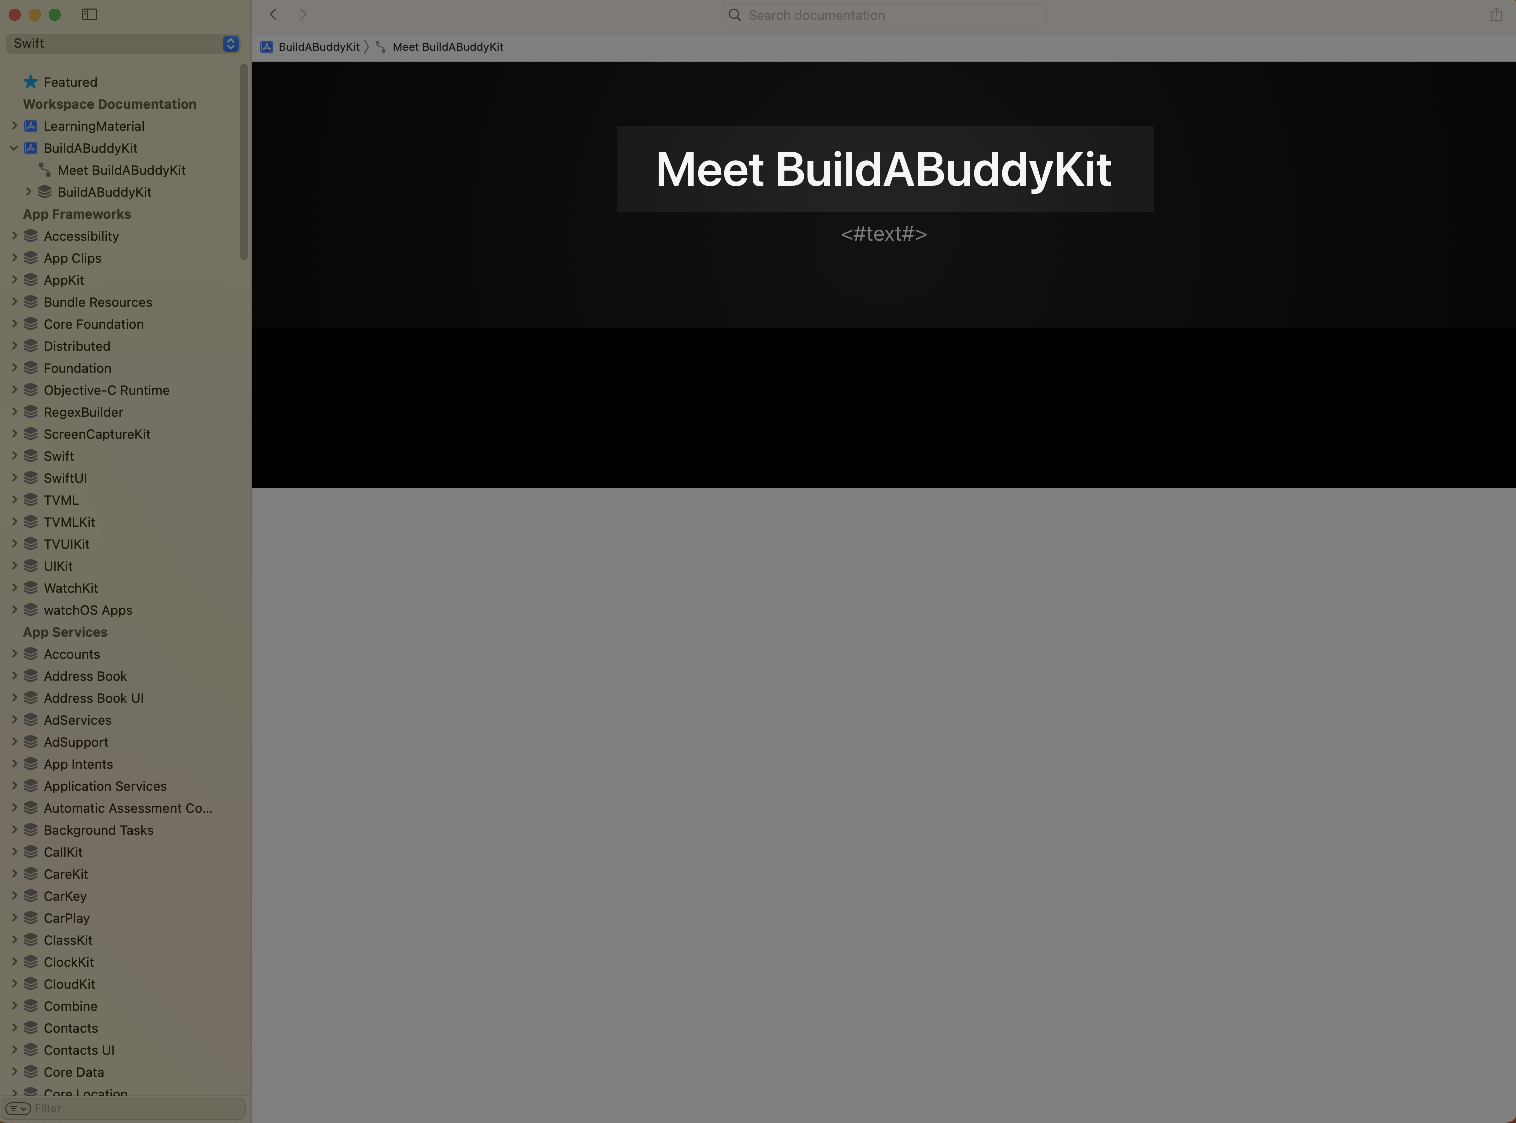 Search documentation
Swift
BuildABuddyKit
Meet BuildABuddyKit
Featured
Workspace Documentation
LearningMaterial
BuildABuddyKit
Meet BuildABuddyKit
BuildABuddyKit
App Frameworks
Accessibility
App Clips
AppKit
Bundle Resources
Core Foundation
Distributed
Foundation
Objective-C Runtime
RegexBuilder
ScreenCaptureKit
Swift
SwiftUI
TVML
TVMLKit
TVUIKit
UIKit
WatchKit
watchOS Apps
App Services
Accounts
Address Book
Address Book UI
AdServices
AdSupport
App Intents
Application Services
Automatic Assessment Co...
Background Tasks
CallKit
CareKit
CarKey
CarPlay
ClassKit
ClockKit
CloudKit
Combine
Contacts
Contacts UI
Core Data
Core Location
Filter
Meet BuildABuddyKit
<#text#>